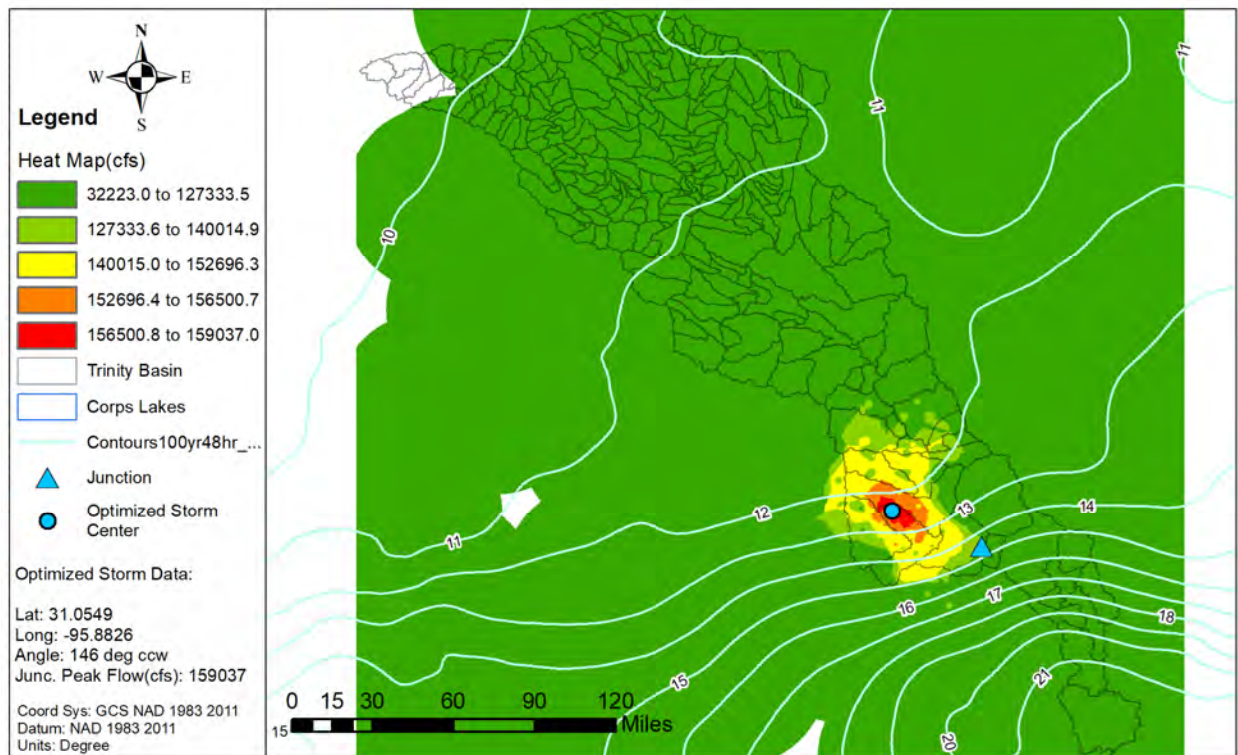 N
W E
S
Legend
Heat Map(cfs)
32223.0 to 127333.5
127333.6 to 140014.9
140015.0 to 152696.3
152696.4 to 156500.7
156500.8 to 159037.0
Trinity Basin
Corps Lakes
Contours100yr48hr_...
Junction
Optimized Storm
Center
Optimized Storm Data:
Lat: 31.0549
Long: -95.8826
Angle: 146 deg ccw
Junc. Peak Flow(cfs): 159037
Coord Sys: GCS NAD 1983 2011
Datum: NAD 1983 2011
Units: Degree
11
11
10
12
13
14
11
16
17
18
15
21
20
0 15 30 60 90 120
Miles
15